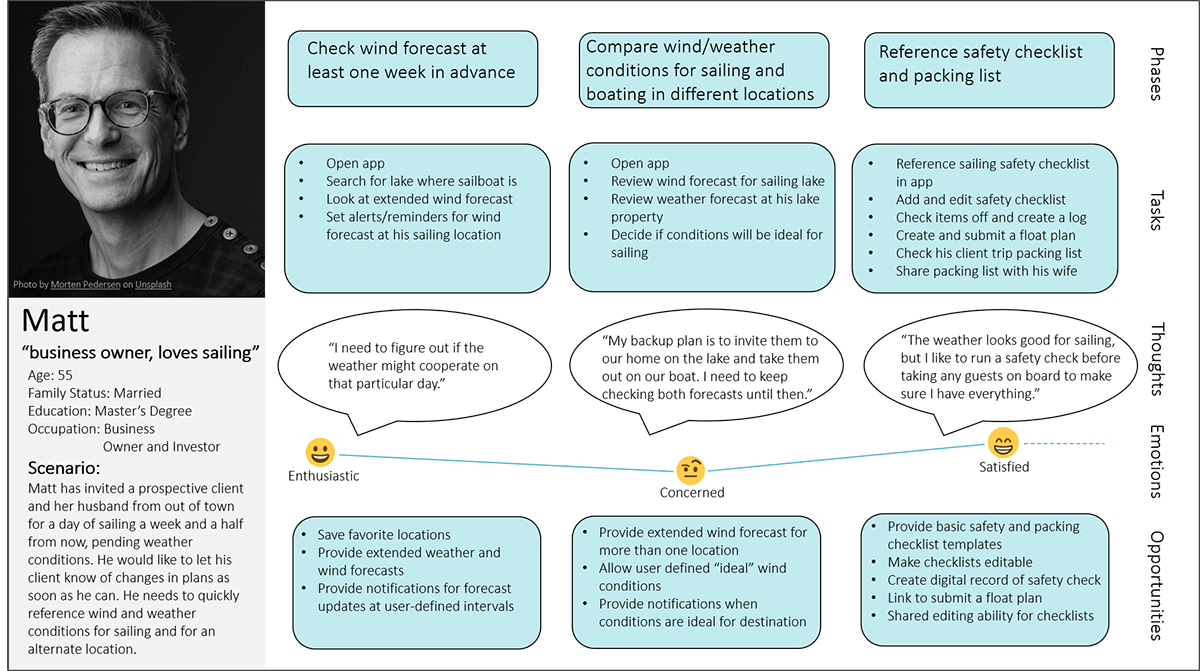 Photo by Morten Pedersen on Unsplash
Matt
“business owner, loves sailing”
Age: 55
Family Status: Married
Education: Master’s Degree
Occupation: Business
Owner and Investor
Scenario:
Matt has invited a prospective client
and her husband from out of town
for a day of sailing a week and a half
from now, pending weather
conditions. He would like to let his
client know of changes in plans as
soon as he can. He needs to quickly
reference wind and weather
conditions for sailing and for an
alternate location.
Phases
Check wind forecast at
least one week in advance
Compare wind/weather
conditions for sailing and
boating in different locations
Reference safety checklist
and packing list
Tasks
• Open app
• Search for lake where sailboat is
• Look at extended wind forecast
• Set alerts/reminders for wind
forecast at his sailing location
• Open app
• Review wind forecast for sailing lake
• Review weather forecast at his lake
property
• Decide if conditions will be ideal for
sailing
• Reference sailing safety checklist
in app
• Add and edit safety checklist
• Check items off and create a log
• Create and submit a float plan
• Check his client trip packing list
• Share packing list with his wife
Thoughts
“I need to figure out if the
weather might cooperate on
that particular day.”
“My backup plan is to invite them to
our home on the lake and take them
out on our boat. I need to keep
checking both forecasts until then.”
“The weather looks good for sailing,
but I like to run a safety check before
taking any guests on board to make
sure I have everything.”
Emotions
Enthusiastic
Concerned
Satisfied
Opportunities
• Save favorite locations
• Provide extended weather and
wind forecasts
• Provide notifications for forecast
updates at user-defined intervals
• Provide extended wind forecast for
more than one location
• Allow user defined “ideal” wind
conditions
• Provide notifications when
conditions are ideal for destination
• Provide basic safety and packing
checklist templates
• Make checklists editable
• Create digital record of safety check
• Link to submit a float plan
• Shared editing ability for checklists